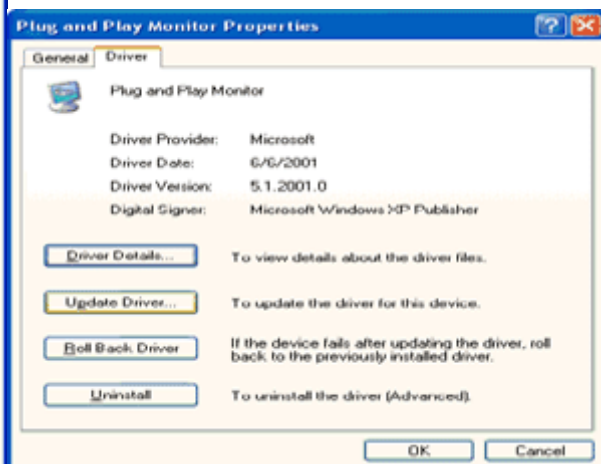 Plug and Play Monitor Properties
General Driver
Plug and Play Monitor
Driver Provider: Microsoft
Driver Date: 6/6/2001
Driver Version: 5.1.2001.0
Digital Signer: Microsoft Windows XP Publisher
Driver Details... To view details about the driver files.
Update Driver... To update the driver for this device.
Roll Back Driver If the device fails after updating the driver, roll
back to the previously installed driver.
Uninstall To uninstall the driver (Advanced).
OK Cancel